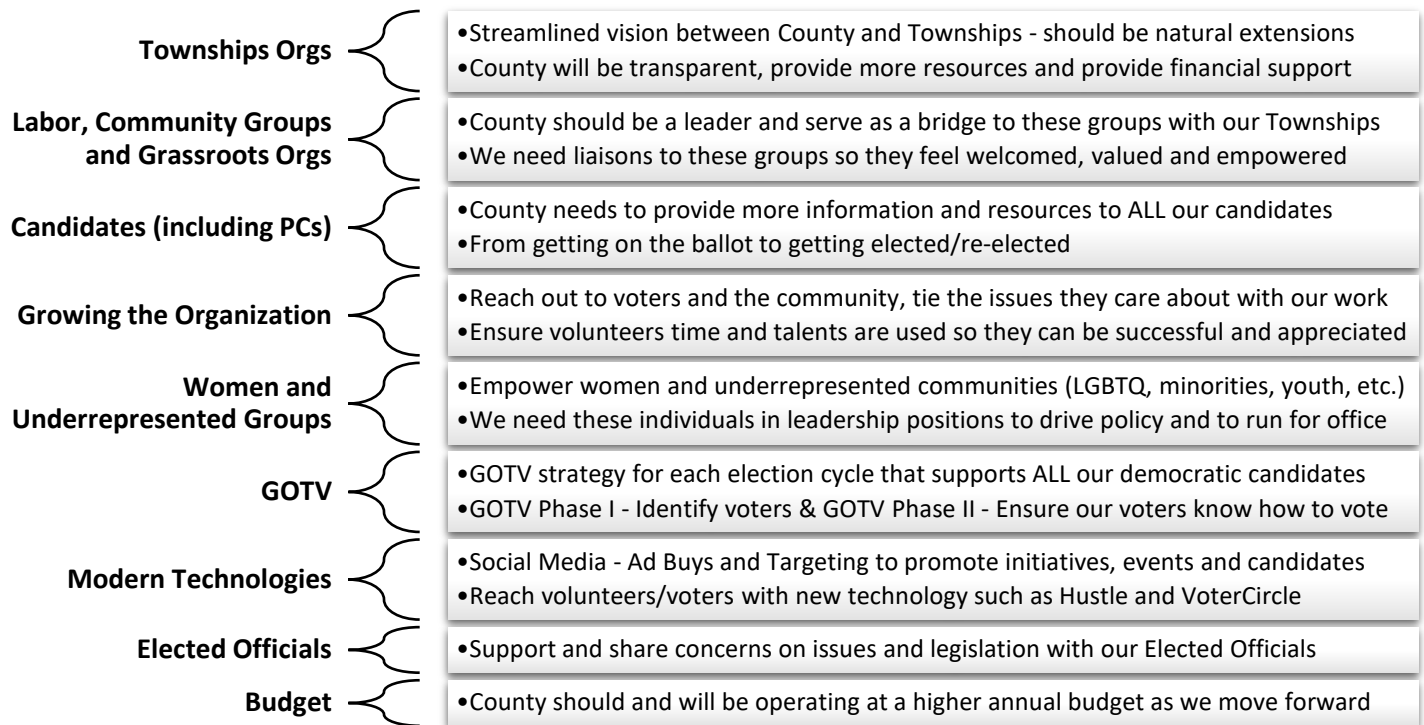 Townships Orgs
•Streamlined vision between County and Townships - should be natural extensions
•County will be transparent, provide more resources and provide financial support
Labor, Community Groups
and Grassroots Orgs
•County should be a leader and serve as a bridge to these groups with our Townships
•We need liaisons to these groups so they feel welcomed, valued and empowered
Candidates (including PCs)
•County needs to provide more information and resources to ALL our candidates
•From getting on the ballot to getting elected/re-elected
Growing the Organization
•Reach out to voters and the community, tie the issues they care about with our work
•Ensure volunteers time and talents are used so they can be successful and appreciated
Women and
Underrepresented Groups
•Empower women and underrepresented communities (LGBTQ, minorities, youth, etc.)
•We need these individuals in leadership positions to drive policy and to run for office
GOTV
•GOTV strategy for each election cycle that supports ALL our democratic candidates
•GOTV Phase I - Identify voters & GOTV Phase II - Ensure our voters know how to vote
Modern Technologies
•Social Media - Ad Buys and Targeting to promote initiatives, events and candidates
•Reach volunteers/voters with new technology such as Hustle and VoterCircle
Elected Officials
•Support and share concerns on issues and legislation with our Elected Officials
Budget
•County should and will be operating at a higher annual budget as we move forward